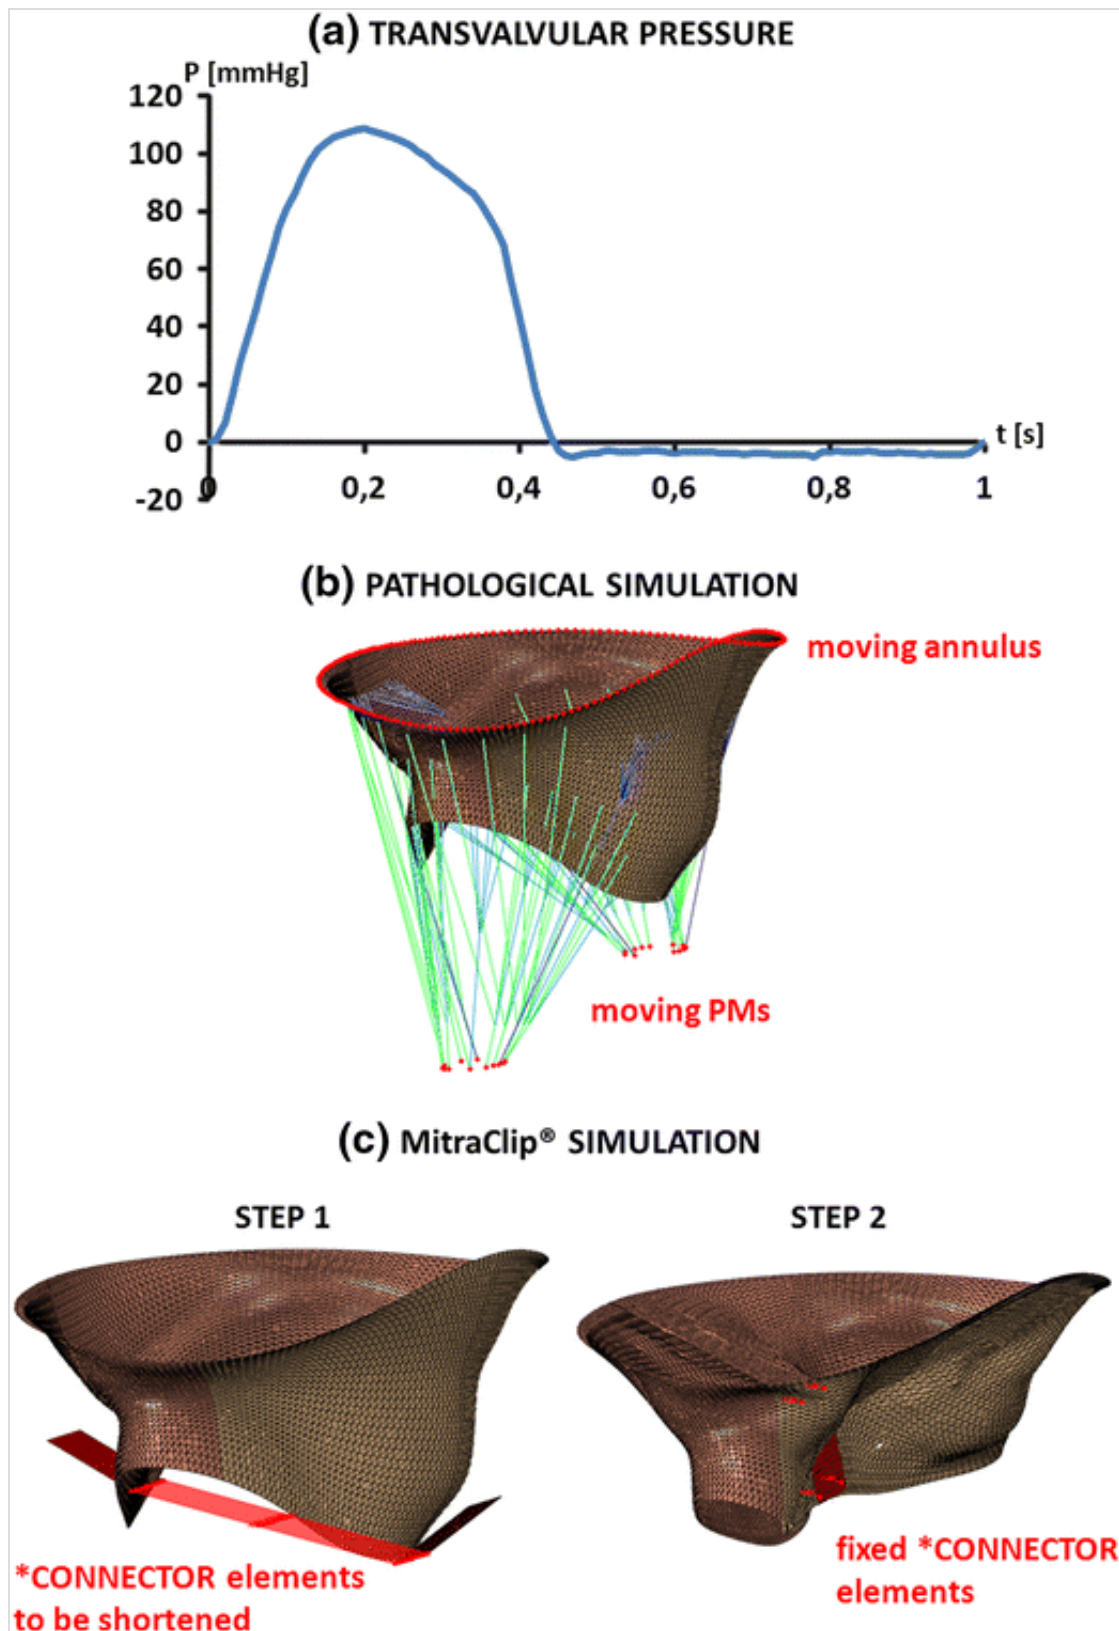 (a) TRANSVALVULAR PRESSURE
P [mmHg]
120
100
80
60
40
20
0
-20
t [s]
0 0,2 0,4 0,6 0,8 1
(b) PATHOLOGICAL SIMULATION
moving annulus
moving PMs
(c) MitraClip® SIMULATION
STEP 1 STEP 2
*CONNECTOR elements
to be shortened
fixed *CONNECTOR
elements